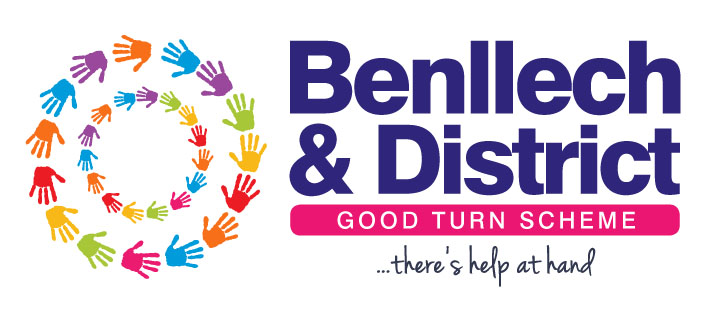 Benllech
& District
GOOD TURN SCHEME
...there's help at hand